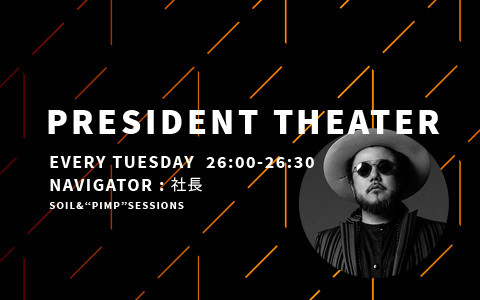 PRESIDENT THEATER
EVERY TUESDAY 26:00-26:30
NAVIGATOR : 社長
SOIL&“PIMP”SESSIONS